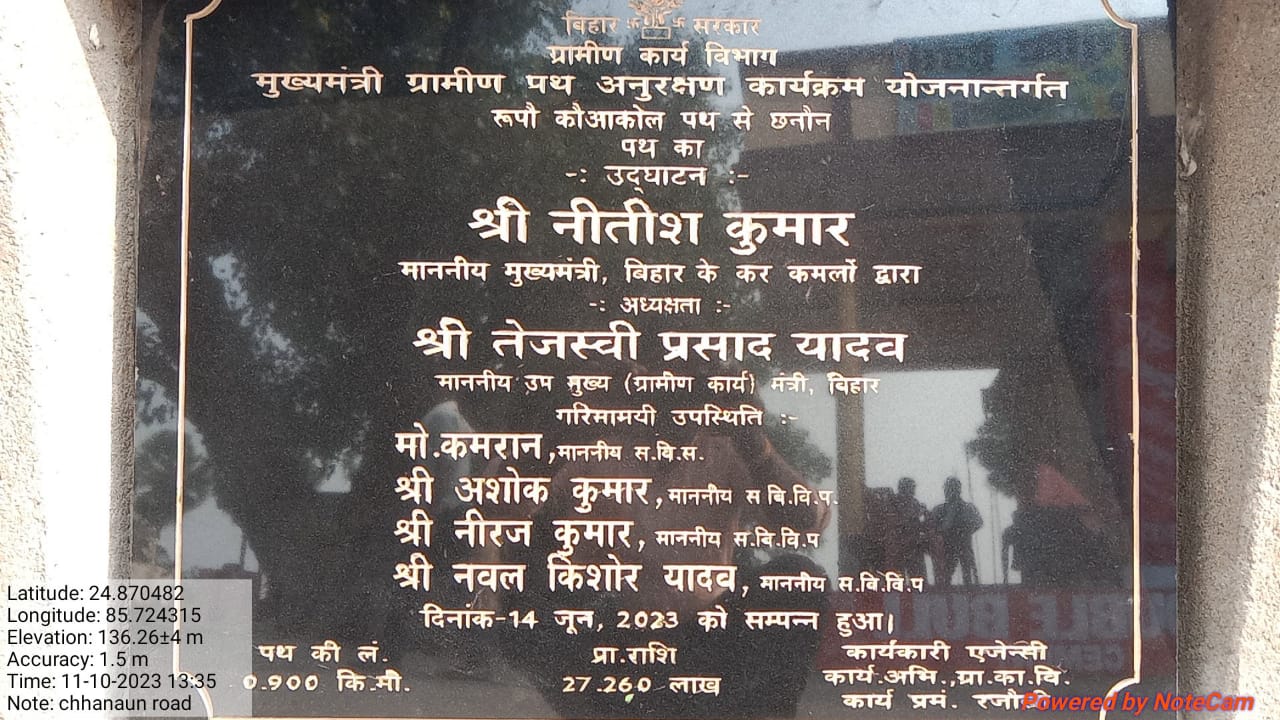 बिहार सरकार
ग्रामीण कार्य विभाग
मुख्यमंत्री ग्रामीण पथ अनुरक्षण कार्यक्रम योजनान्तर्गत
रूपौ कौआकोल पथ से छनौन
पथ का
-: उद्घाटन :-
श्री नीतीश कुमार
माननीय मुख्यमंत्री, बिहार के कर कमलों द्वारा
-: अध्यक्षता :-
श्री तेजस्वी प्रसाद यादव
माननीय उप मुख्य (ग्रामीण कार्य) मंत्री, बिहार
गरिमामयी उपस्थिति :-
मो.कमरान, माननीय स.वि.स.
श्री अशोक कुमार, माननीय स बि.वि.प.
श्री नीरज कुमार, माननीय स.बि.वि.प
श्री नवल किशोर यादव, माननीय स.बि.वि.प
दिनांक-14 जून, 2023 को सम्पन्न हुआ।
पथ की लं. प्रा.राशि कार्यकारी एजेन्सी
0.900 कि.मी. 27.260 लाख कार्य.अभि.,ग्रा.का.वि.
कार्य प्रमं.
Latitude: 24.870482
Longitude: 85.724315
Elevation: 136.26±4 m
Accuracy: 1.5 m
Time: 11-10-2023 13:35
Note: chhanaun road
Powered by NoteCam